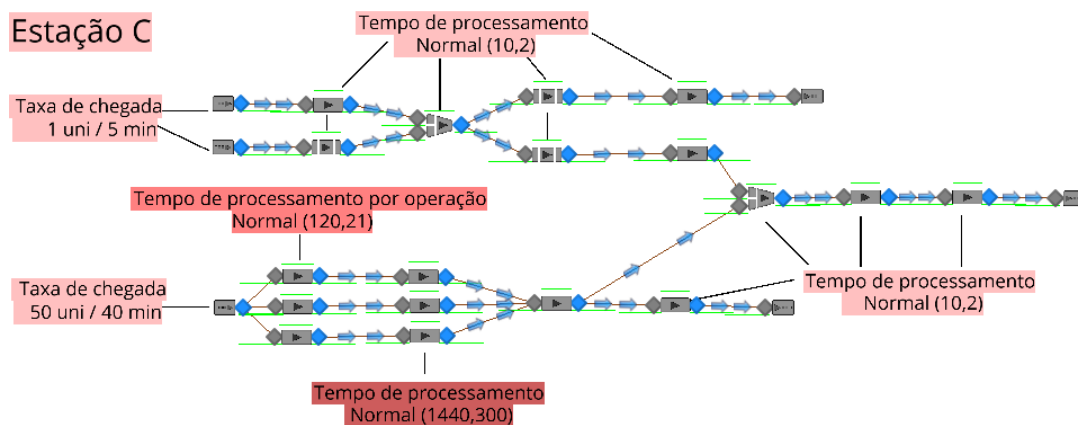 Estação C
Tempo de processamento
Normal (10,2)
Taxa de chegada
1 uni / 5 min
Tempo de processamento por operação
Normal (120,21)
Taxa de chegada
50 uni / 40 min
Tempo de processamento
Normal (10,2)
Tempo de processamento
Normal (1440,300)